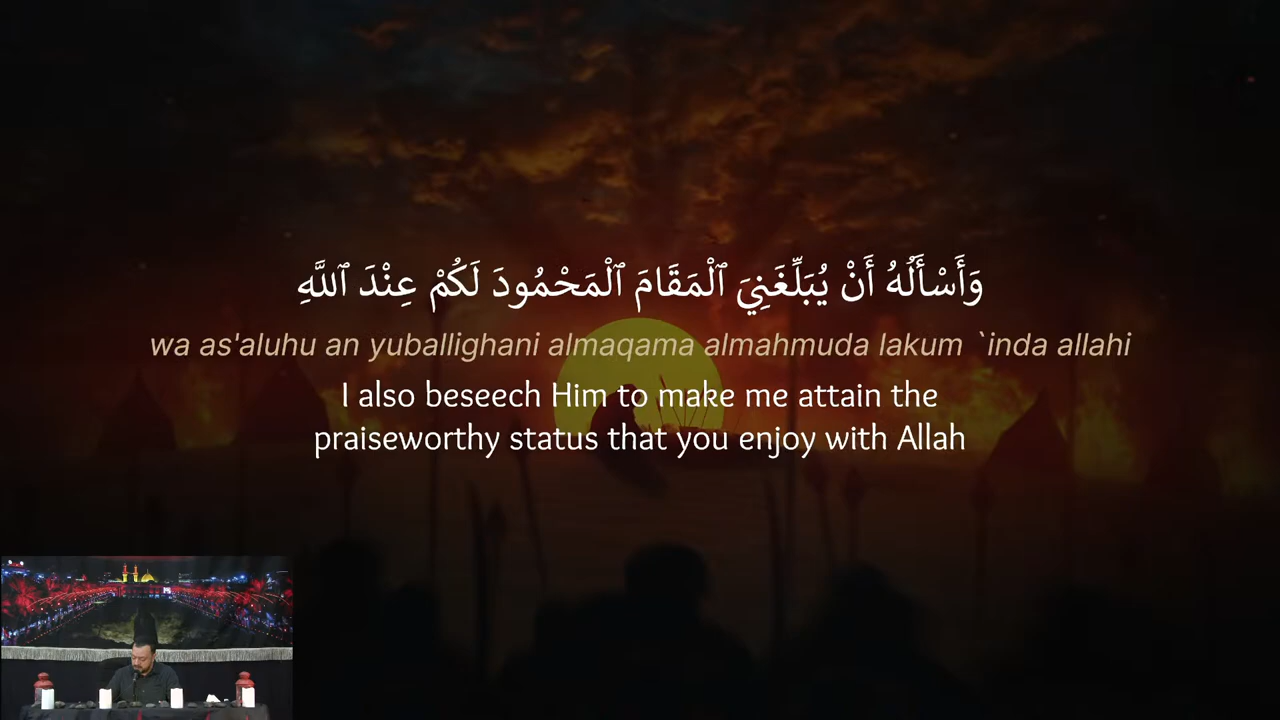 وَأَسْأَلُهُ أَنْ يُبَلِّغَنِيَ ٱلْمَقَامَ ٱلْمَحْمُودَ لَكُمْ عِنْدَ ٱللَّهِ
wa as'aluhu an yuballighani almaqama almahmuda lakum `inda allahi
I also beseech Him to make me attain the
praiseworthy status that you enjoy with Allah